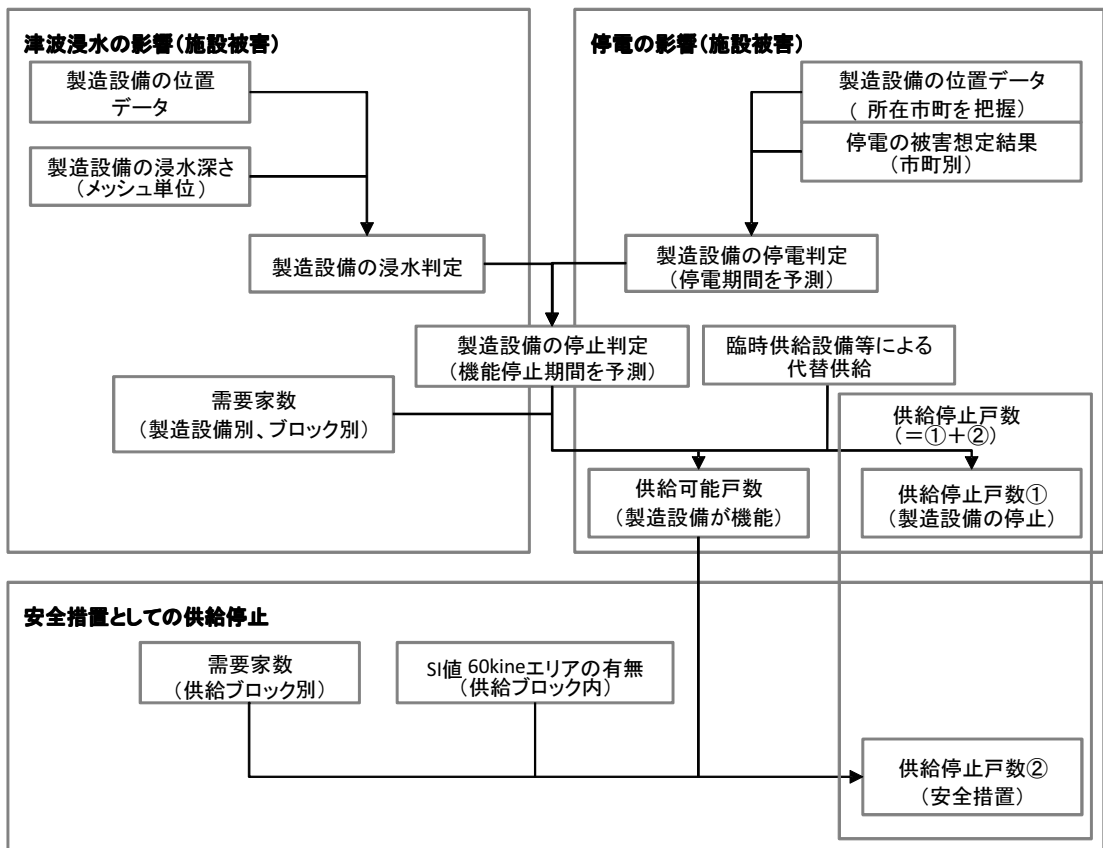 津波浸水の影響(施設被害)
製造設備の位置
データ
製造設備の浸水深さ
(メッシュ単位)
製造設備の浸水判定
停電の影響(施設被害)
製造設備の位置データ
( 所在市町を把握)
停電の被害想定結果
(市町別)
製造設備の停電判定
(停電期間を予測)
製造設備の停止判定
(機能停止期間を予測)
臨時供給設備等による
代替供給
需要家数
(製造設備別、ブロック別)
供給停止戸数
(=①+②)
供給可能戸数
(製造設備が機能)
供給停止戸数①
(製造設備の停止)
安全措置としての供給停止
需要家数
(供給ブロック別)
SI値 60kineエリアの有無
(供給ブロック内)
供給停止戸数②
(安全措置)